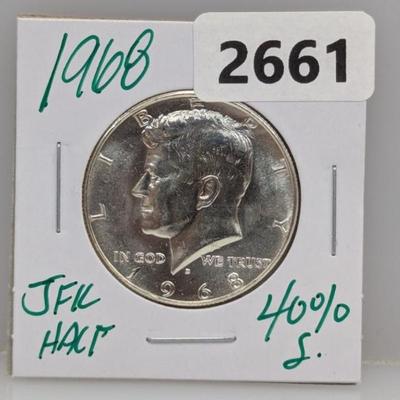 1968
2661
LIBERTY
IN GOD WE TRUST
D
1968
JFK
HALF
40%
S.